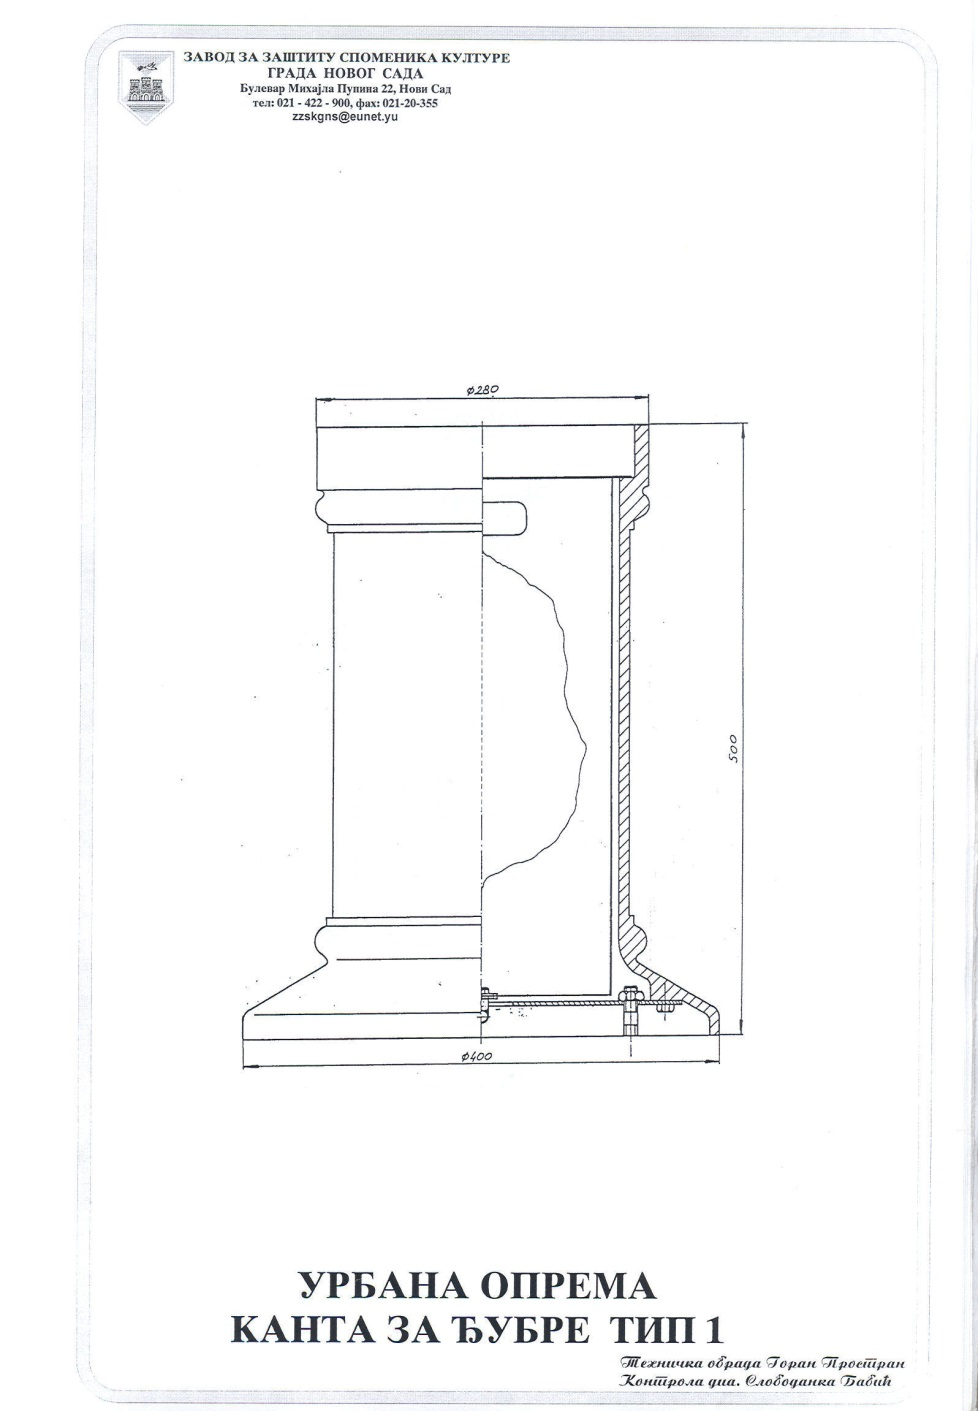 ЗАВОД ЗА ЗАШТИТУ СПОМЕНИКА КУЛТУРЕ
ГРАДА НОВОГ САДА
Булевар Михајла Пупина 22, Нови Сад
тел: 021 - 422 - 900, фах: 021-20-355
zzskgns@eunet.yu
ϕ280
500
ϕ400
УРБАНА ОПРЕМА
КАНТА ЗА ЂУБРЕ ТИП 1
Техничка обрада Горан Простран
Контрола диа. Слободанка Бабић